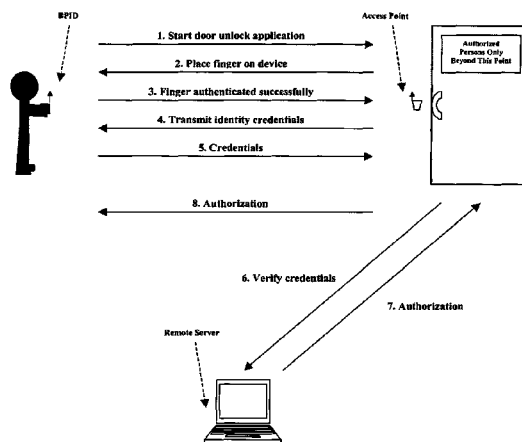 BPID
Access Point
1. Start door unlock application
Authorized
Persons Only
Beyond This Point
2. Place finger on device
3. Finger authenticated successfully
4. Transmit identity credentials
5. Credentials
8. Authorization
6. Verify credentials
7. Authorization
Remote Server